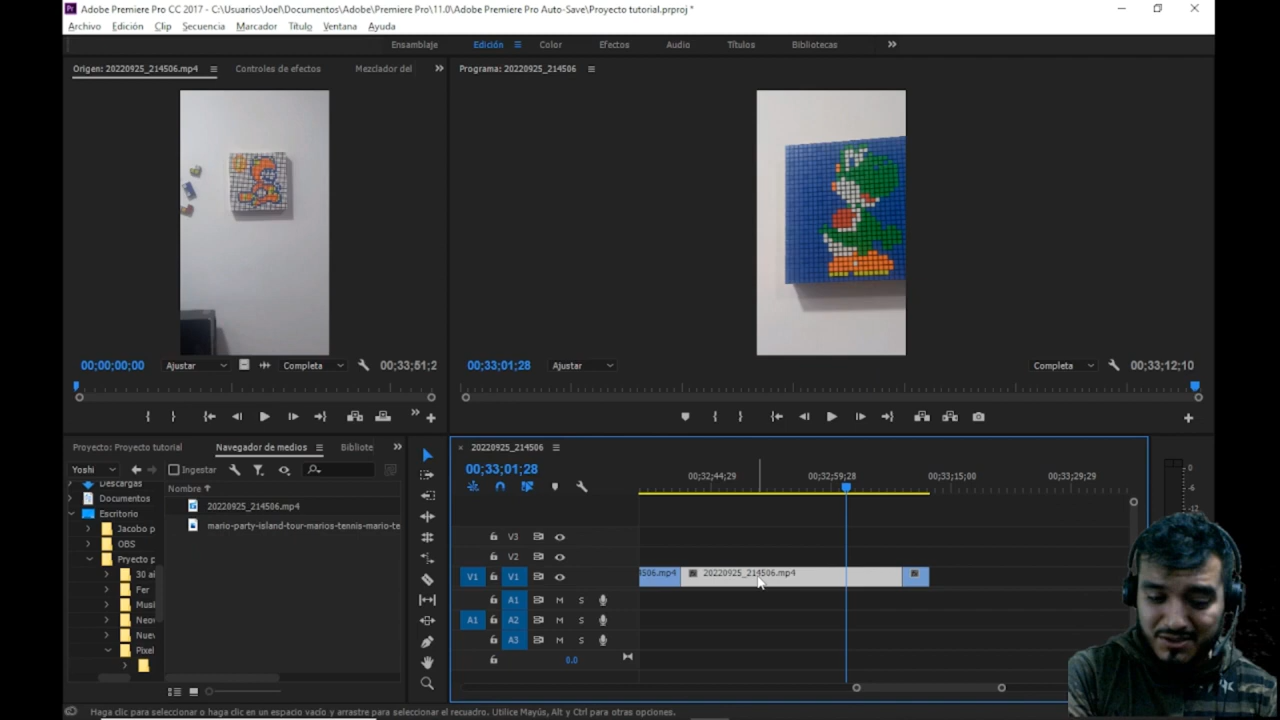 Adobe Premiere Pro CC 2017 - C:\Usuarios\Joel\Documentos\Adobe\Premiere Pro\11.0\Adobe Premiere Pro Auto-Save\Proyecto tutorial.prproj *
Archivo Edición Clip Secuencia Marcador Título Ventana Ayuda
Ensamblaje Edición Color Efectos Audio Títulos Bibliotecas
Origen: 20220925_214506.mp4 Controles de efectos Mezclador del
Programa: 20220925_214506
00;00;00;00 Ajustar Completa 00;33;51;2
00;33;01;28 Ajustar Completa 00;33;12;10
Proyecto: Proyecto tutorial Navegador de medios Bibliote
Yoshi Ingestar
Nombre
Descargas
Documentos
Escritorio
Jacobo p
OBS
Pryecto p
30 ai
Fer
Musi
Neo
Nue
Pixel
20220925_214506.mp4
mario-party-island-tour-marios-tennis-mario-te
20220925_214506
00;33;01;28
00;32;44;29 00;32;59;28 00;33;15;00 00;33;29;29
V3
V2
V1 V1 506.mp4 20220925_214506.mp4
A1 M S
A1 A2 M S
A3 M S
0.0
0
-6
-12
Haga clic para seleccionar o haga clic en un espacio vacío y arrastre para seleccionar el recuadro. Utilice Mayús, Alt y Ctrl para otras opciones.